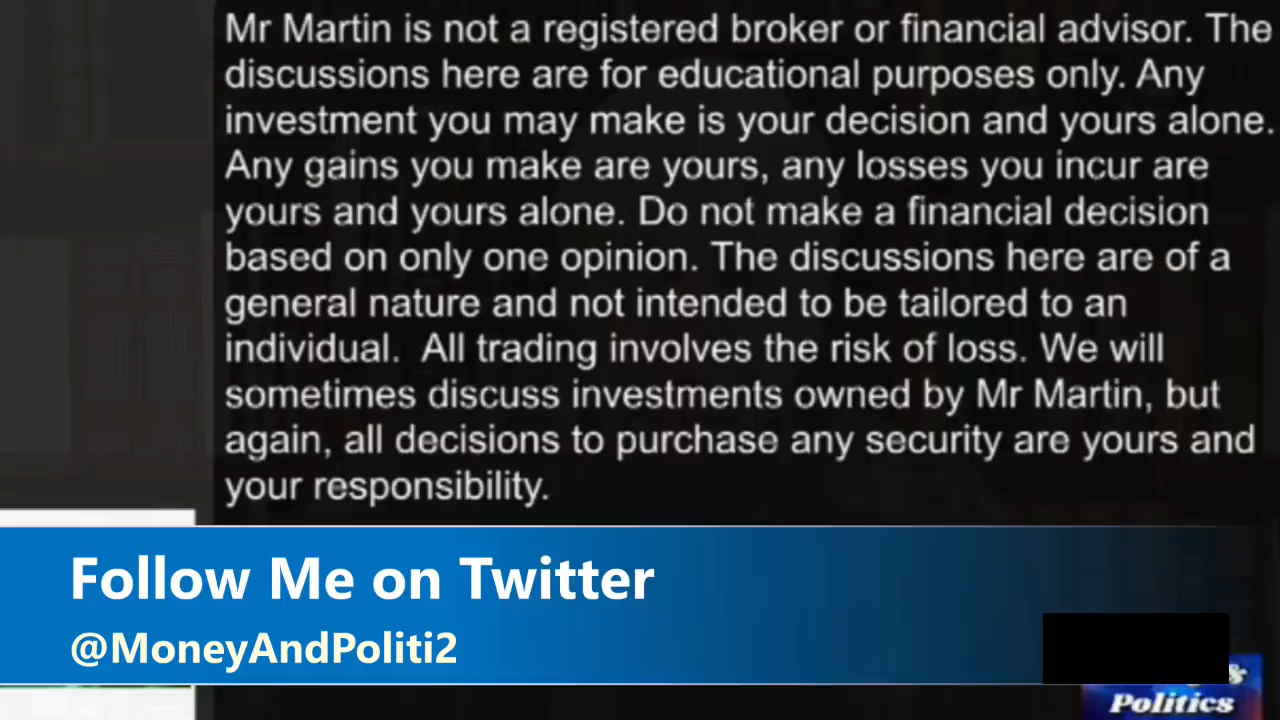 Mr Martin is not a registered broker or financial advisor. The
discussions here are for educational purposes only. Any
investment you may make is your decision and yours alone.
Any gains you make are yours, any losses you incur are
yours and yours alone. Do not make a financial decision
based on only one opinion. The discussions here are of a
general nature and not intended to be tailored to an
individual.  All trading involves the risk of loss. We will
sometimes discuss investments owned by Mr Martin, but
again, all decisions to purchase any security are yours and
your responsibility.
Follow Me on Twitter
@MoneyAndPoliti2
&
Politics